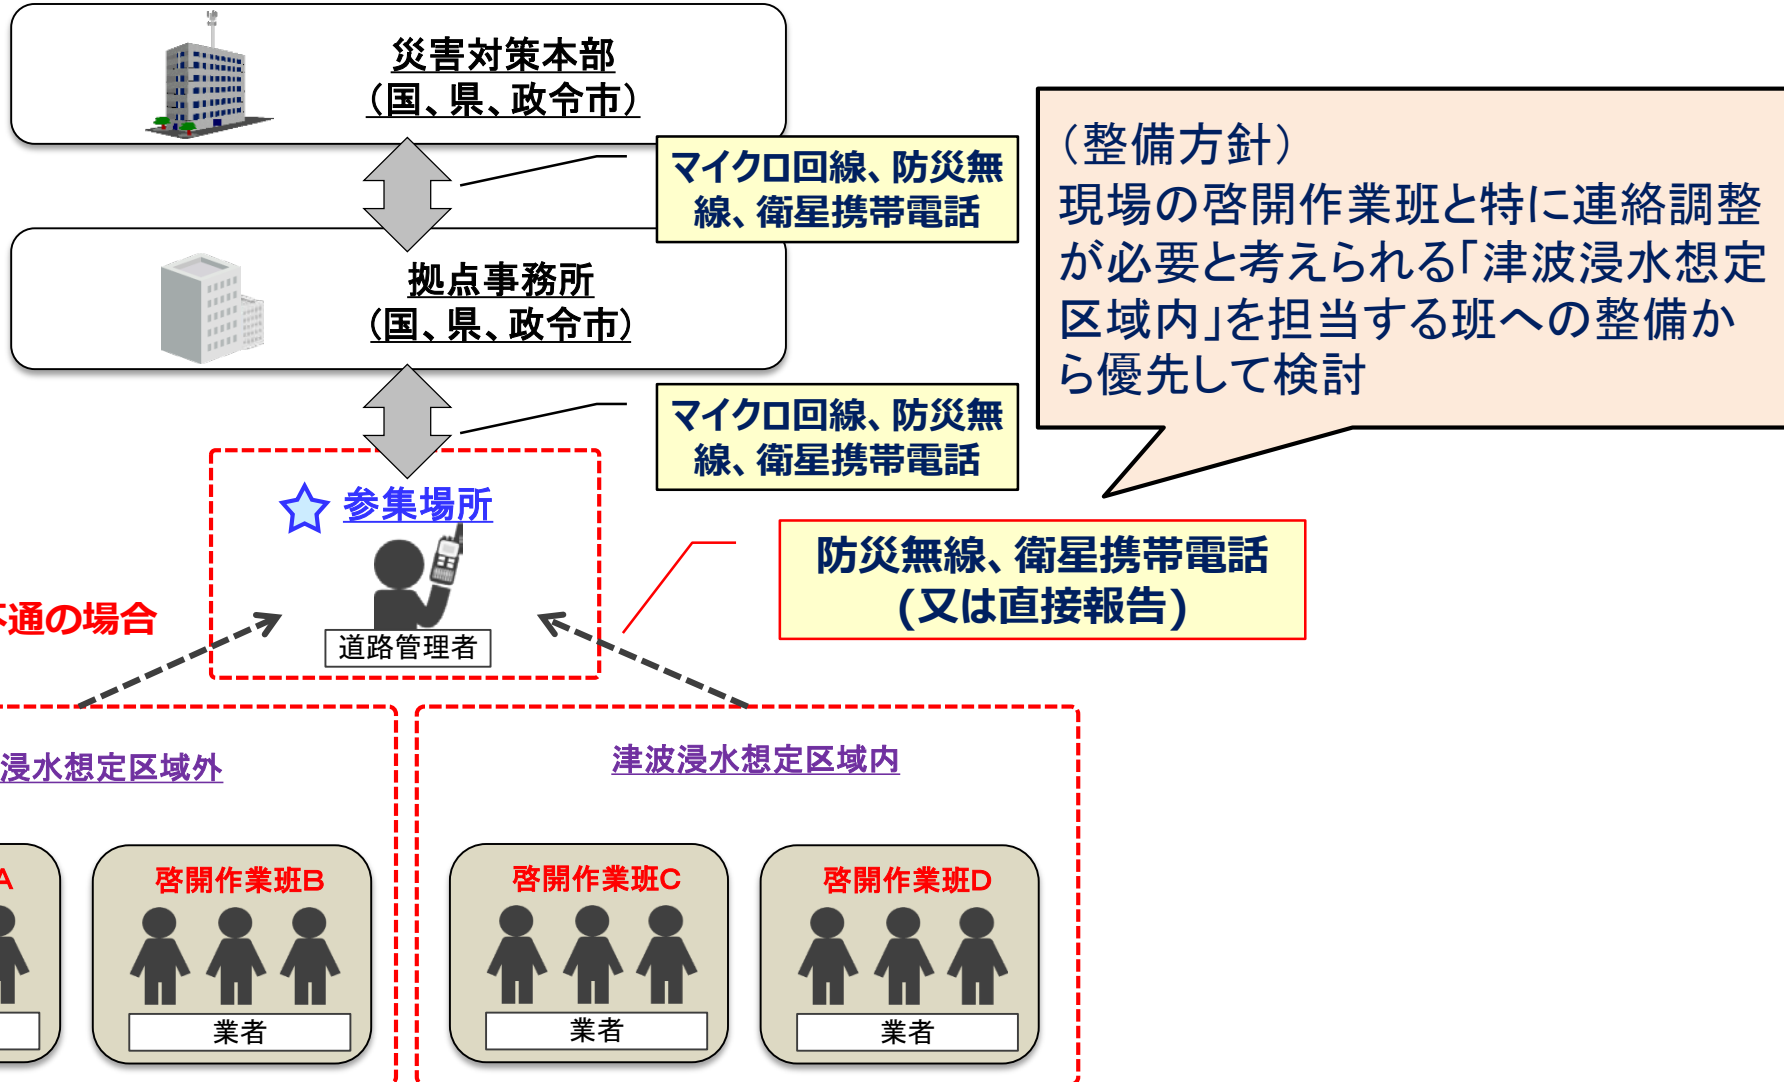 災害対策本部
（国、県、政令市）
マイクロ回線、防災無
線、衛星携帯電話
（整備方針）
現場の啓開作業班と特に連絡調整
が必要と考えられる「津波浸水想定
区域内」を担当する班への整備か
ら優先して検討
拠点事務所
（国、県、政令市）
マイクロ回線、防災無
線、衛星携帯電話
参集場所
防災無線、衛星携帯電話
(又は直接報告)
通の場合
道路管理者
浸水想定区域外
津波浸水想定区域内
A
啓開作業班B
啓開作業班C
啓開作業班D
業者
業者
業者